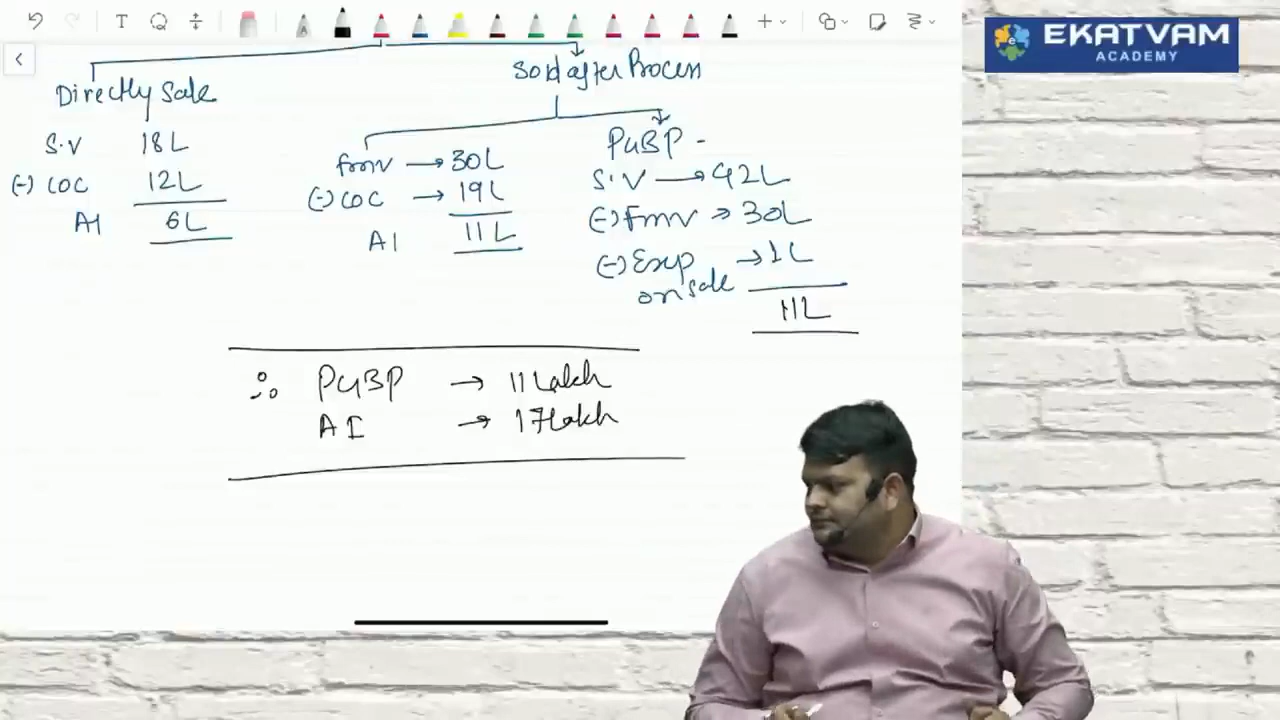 EKATVAM
ACADEMY
Directly Sale
S.V 18L
(-) COC 12L
AI 6L
Sold after Process
fmv → 30L
(-) COC → 19L
AI 11L
PGBP -
S.V → 42L
(-) Fmv → 30L
(-) Exp → 1L
on sale
11L
∴ PGBP → 11 Lakh
AI → 17 Lakh